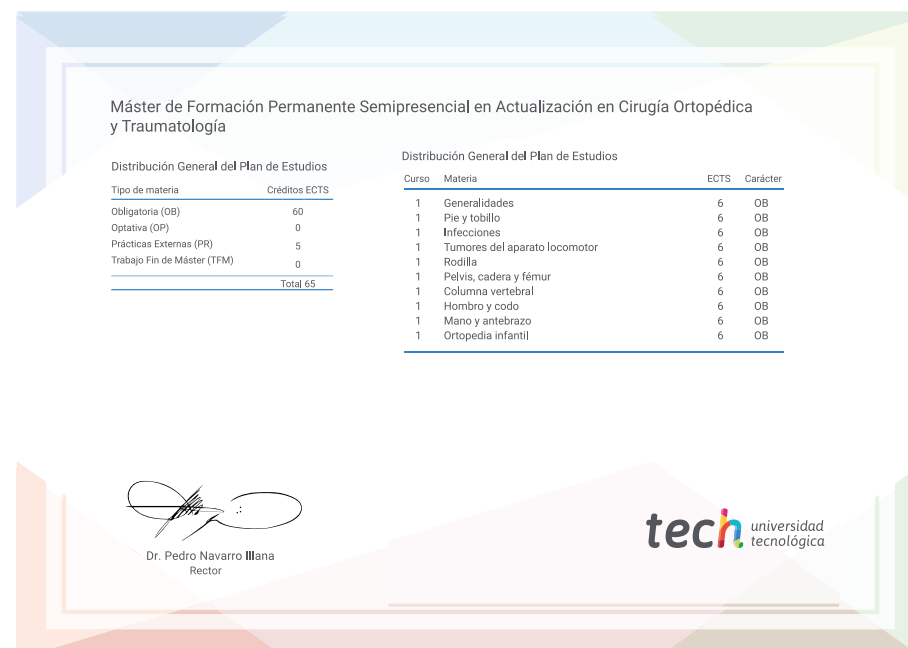 Máster de Formación Permanente Semipresencial en Actualización en Cirugía Ortopédica
y Traumatología
Distribución General del Plan de Estudios
Tipo de materia Créditos ECTS
Obligatoria (OB) 60
Optativa (OP) 0
Prácticas Externas (PR) 5
Trabajo Fin de Máster (TFM) 0
Total 65
Distribución General del Plan de Estudios
Curso Materia ECTS Carácter
1 Generalidades 6 OB
1 Pie y tobillo 6 OB
1 Infecciones 6 OB
1 Tumores del aparato locomotor 6 OB
1 Rodilla 6 OB
1 Pelvis, cadera y fémur 6 OB
1 Columna vertebral 6 OB
1 Hombro y codo 6 OB
1 Mano y antebrazo 6 OB
1 Ortopedia infantil 6 OB
Dr. Pedro Navarro Illana
Rector
tech universidad
tecnológica